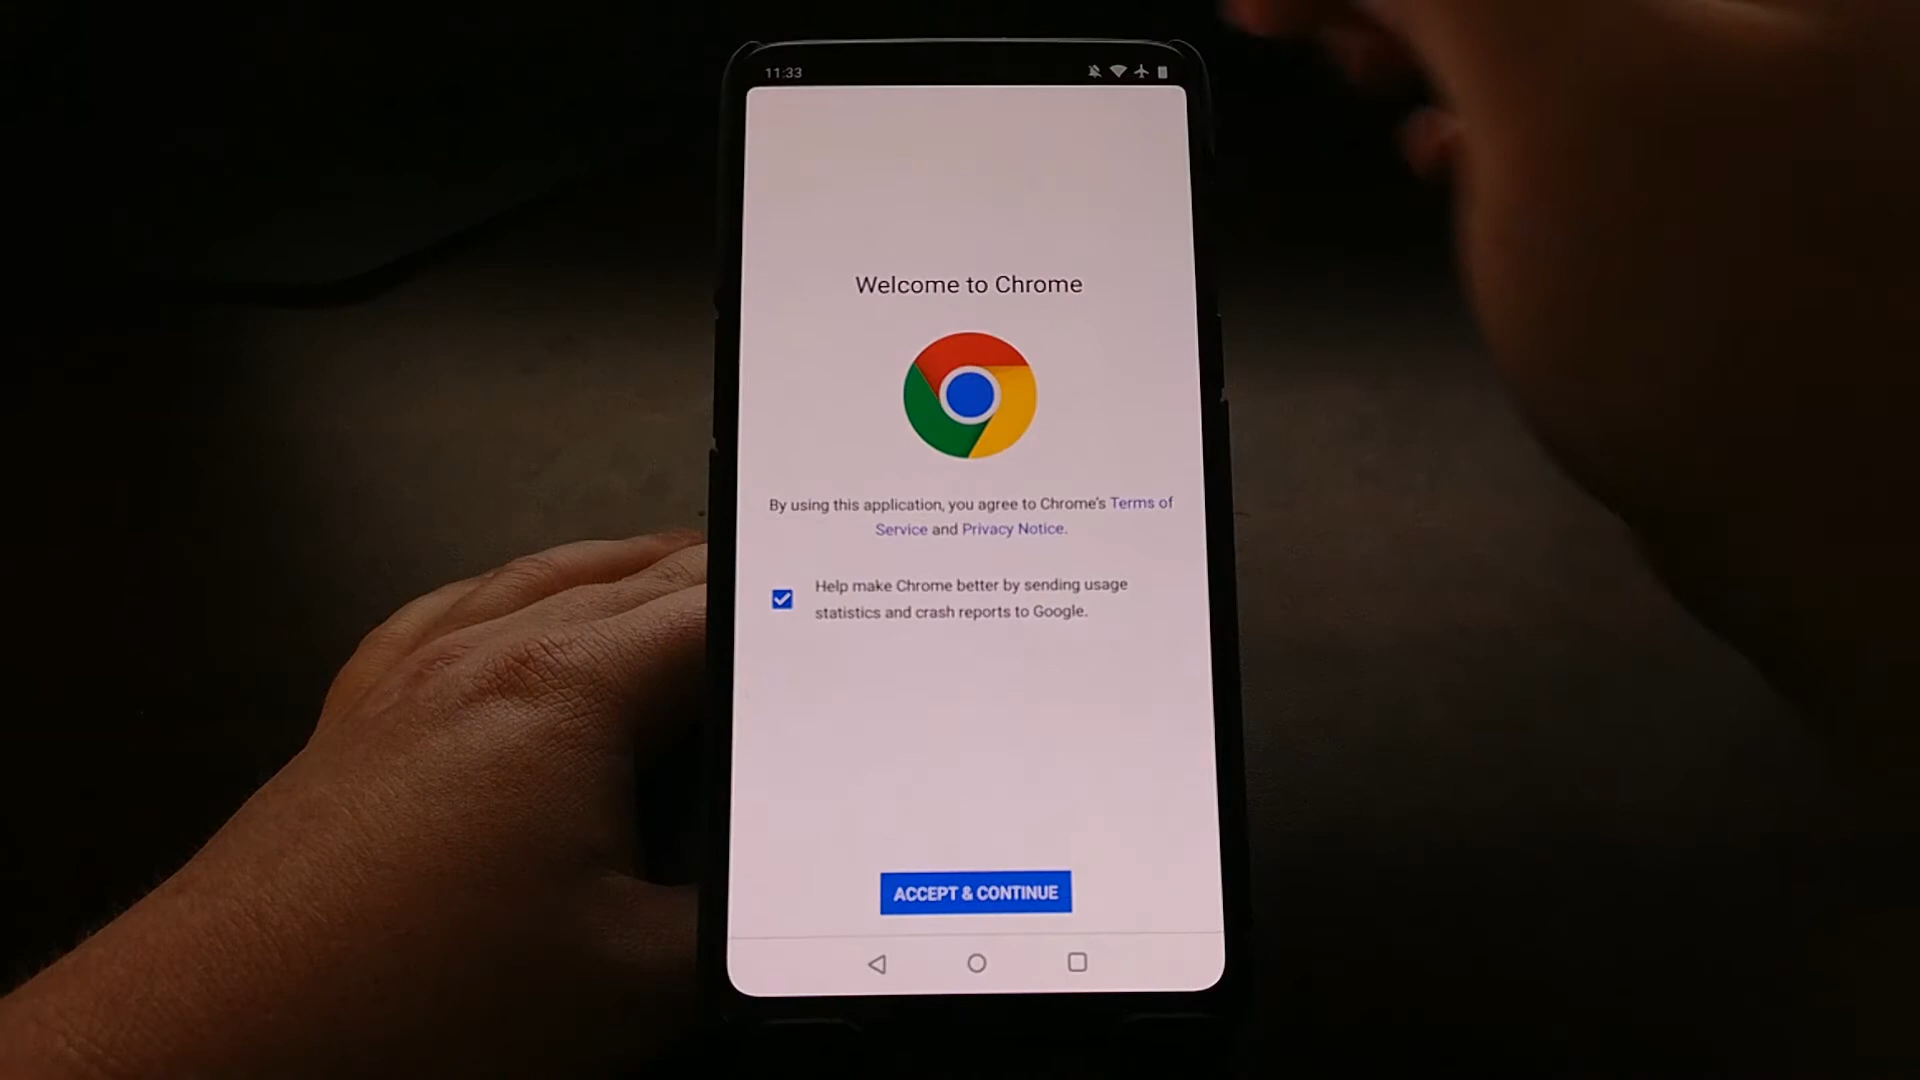 11:33
Welcome to Chrome
By using this application, you agree to Chrome's Terms of
Service and Privacy Notice.
Help make Chrome better by sending usage
statistics and crash reports to Google.
ACCEPT & CONTINUE